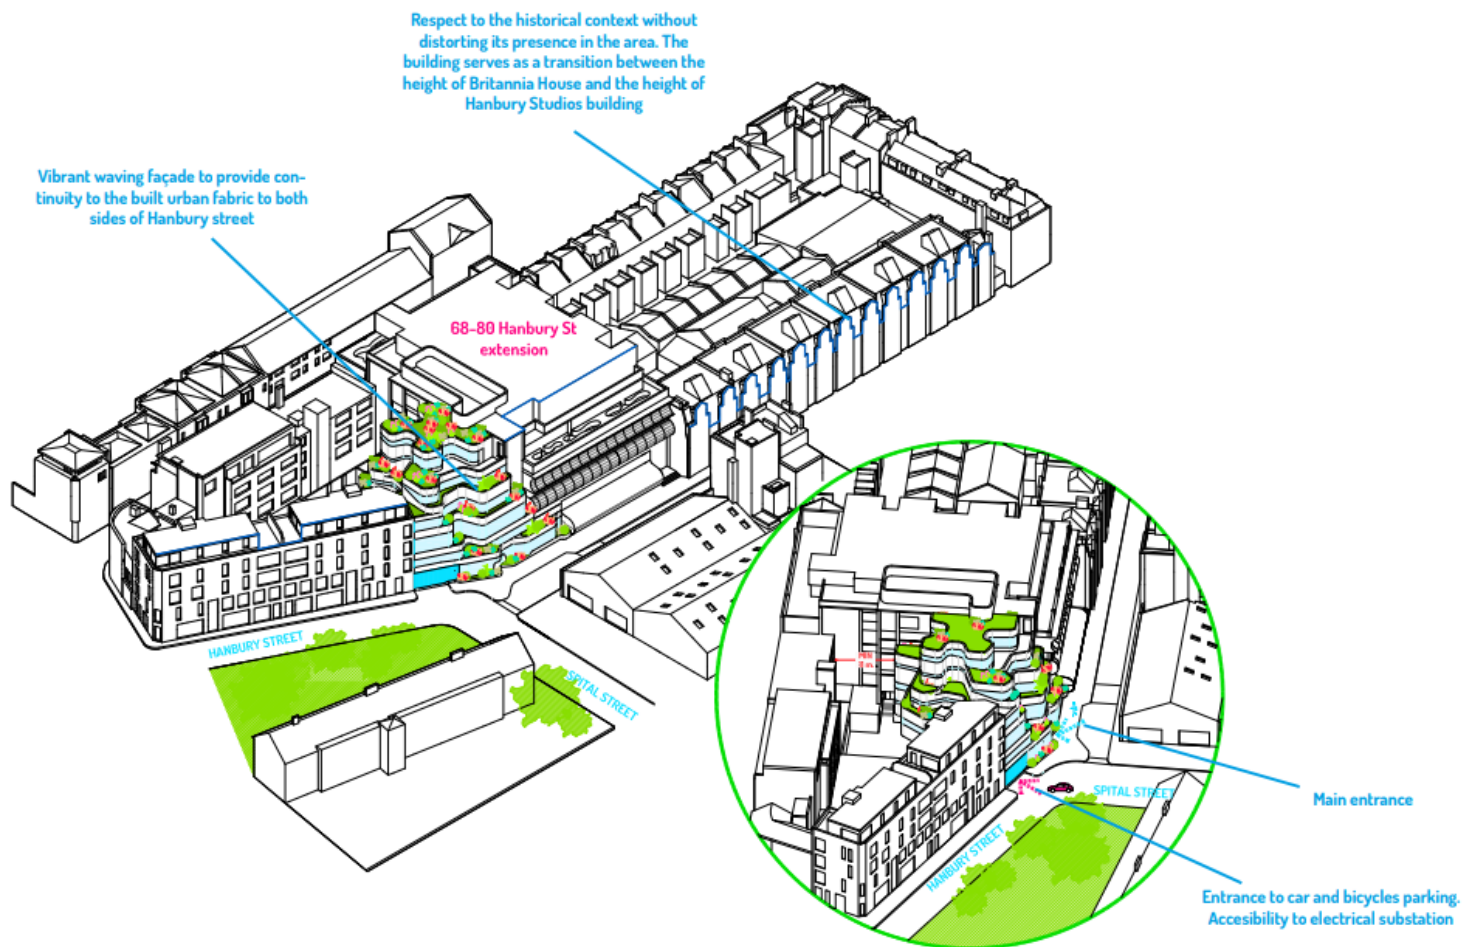 Respect to the historical context without
distorting its presence in the area. The
building serves as a transition between the
height of Britannia House and the height of
Hanbury Studios building
Vibrant waving façade to provide con-
tinuity to the built urban fabric to both
sides of Hanbury street
68-80 Hanbury St
extension
HANBURY STREET
SPITAL STREET
SPITAL STREET
HANBURY STREET
Main entrance
Entrance to car and bicycles parking.
Accesibility to electrical substation